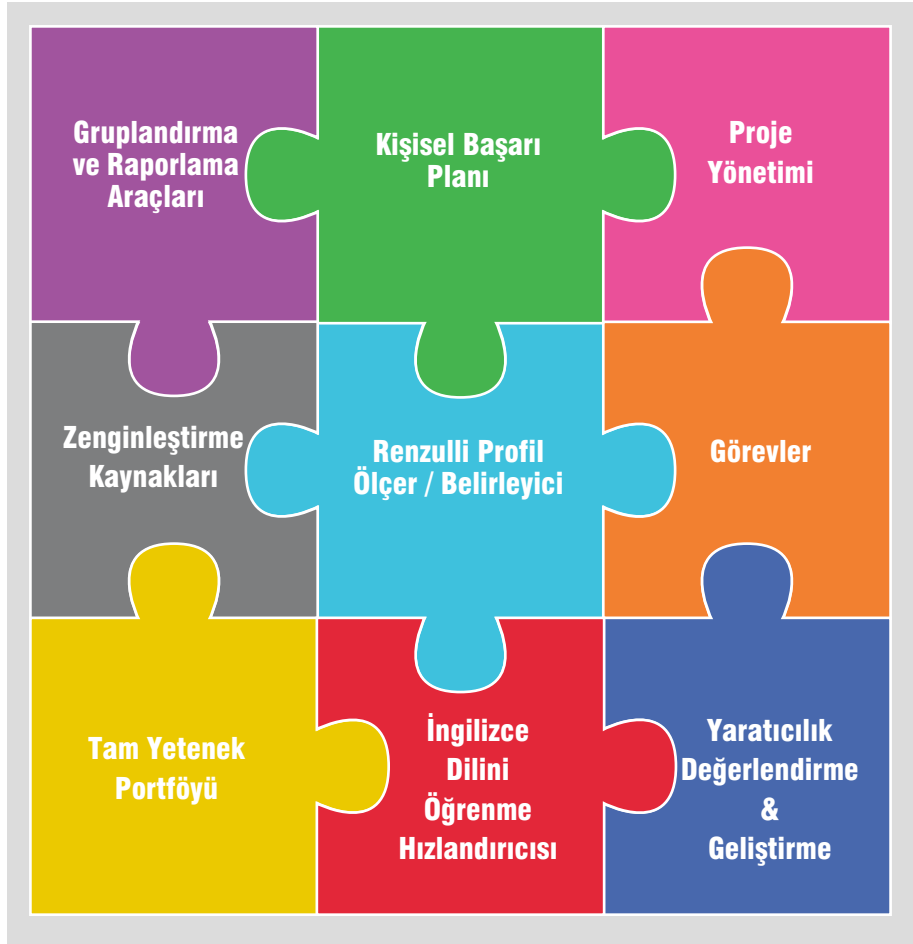 Gruplandırma
ve Raporlama
Araçları
Kişisel Başarı
Planı
Proje
Yönetimi
Zenginleştirme
Kaynakları
Renzulli Profil
Ölçer / Belirleyici
Görevler
Tam Yetenek
Portföyü
İngilizce
Dilini
Öğrenme
Hızlandırıcısı
Yaratıcılık
Değerlendirme
&
Geliştirme